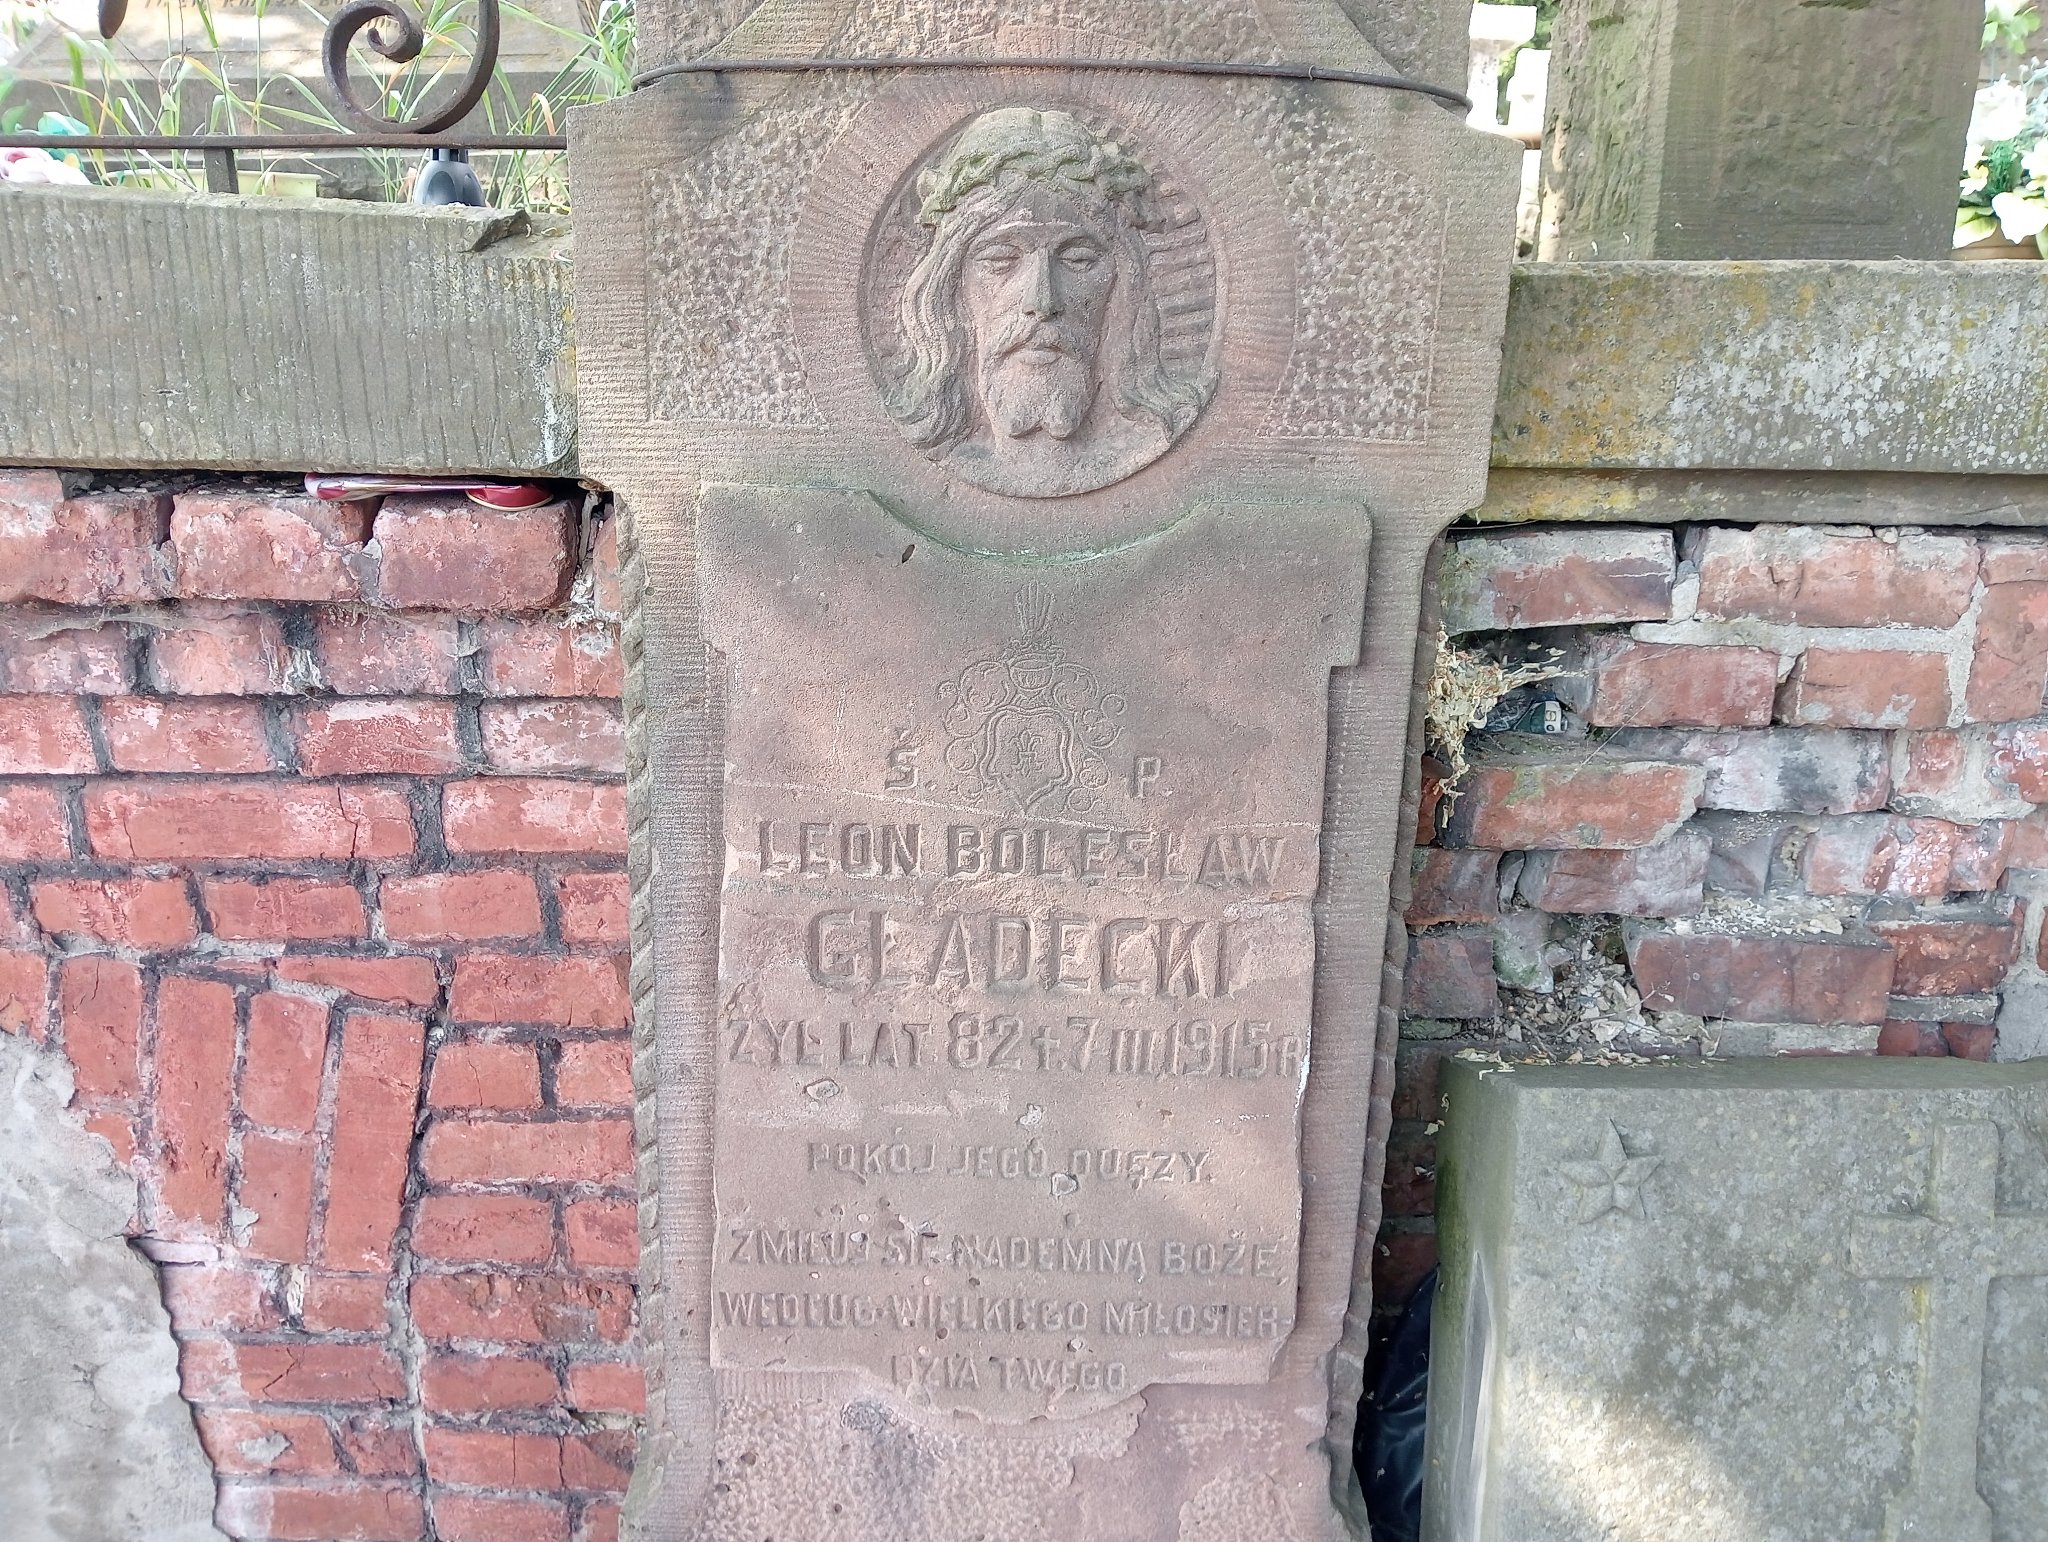 Ś. P.
LEON BOLESŁAW
GŁADECKI
ŻYŁ LAT 82 + 7 III 1915 R
POKÓJ JEGO DUSZY.
ZMIŁUJ SIĘ NADEMNĄ BOŻE,
WEDŁUG WIELKIEGO MIŁOSIER-
DZIA TWEGO